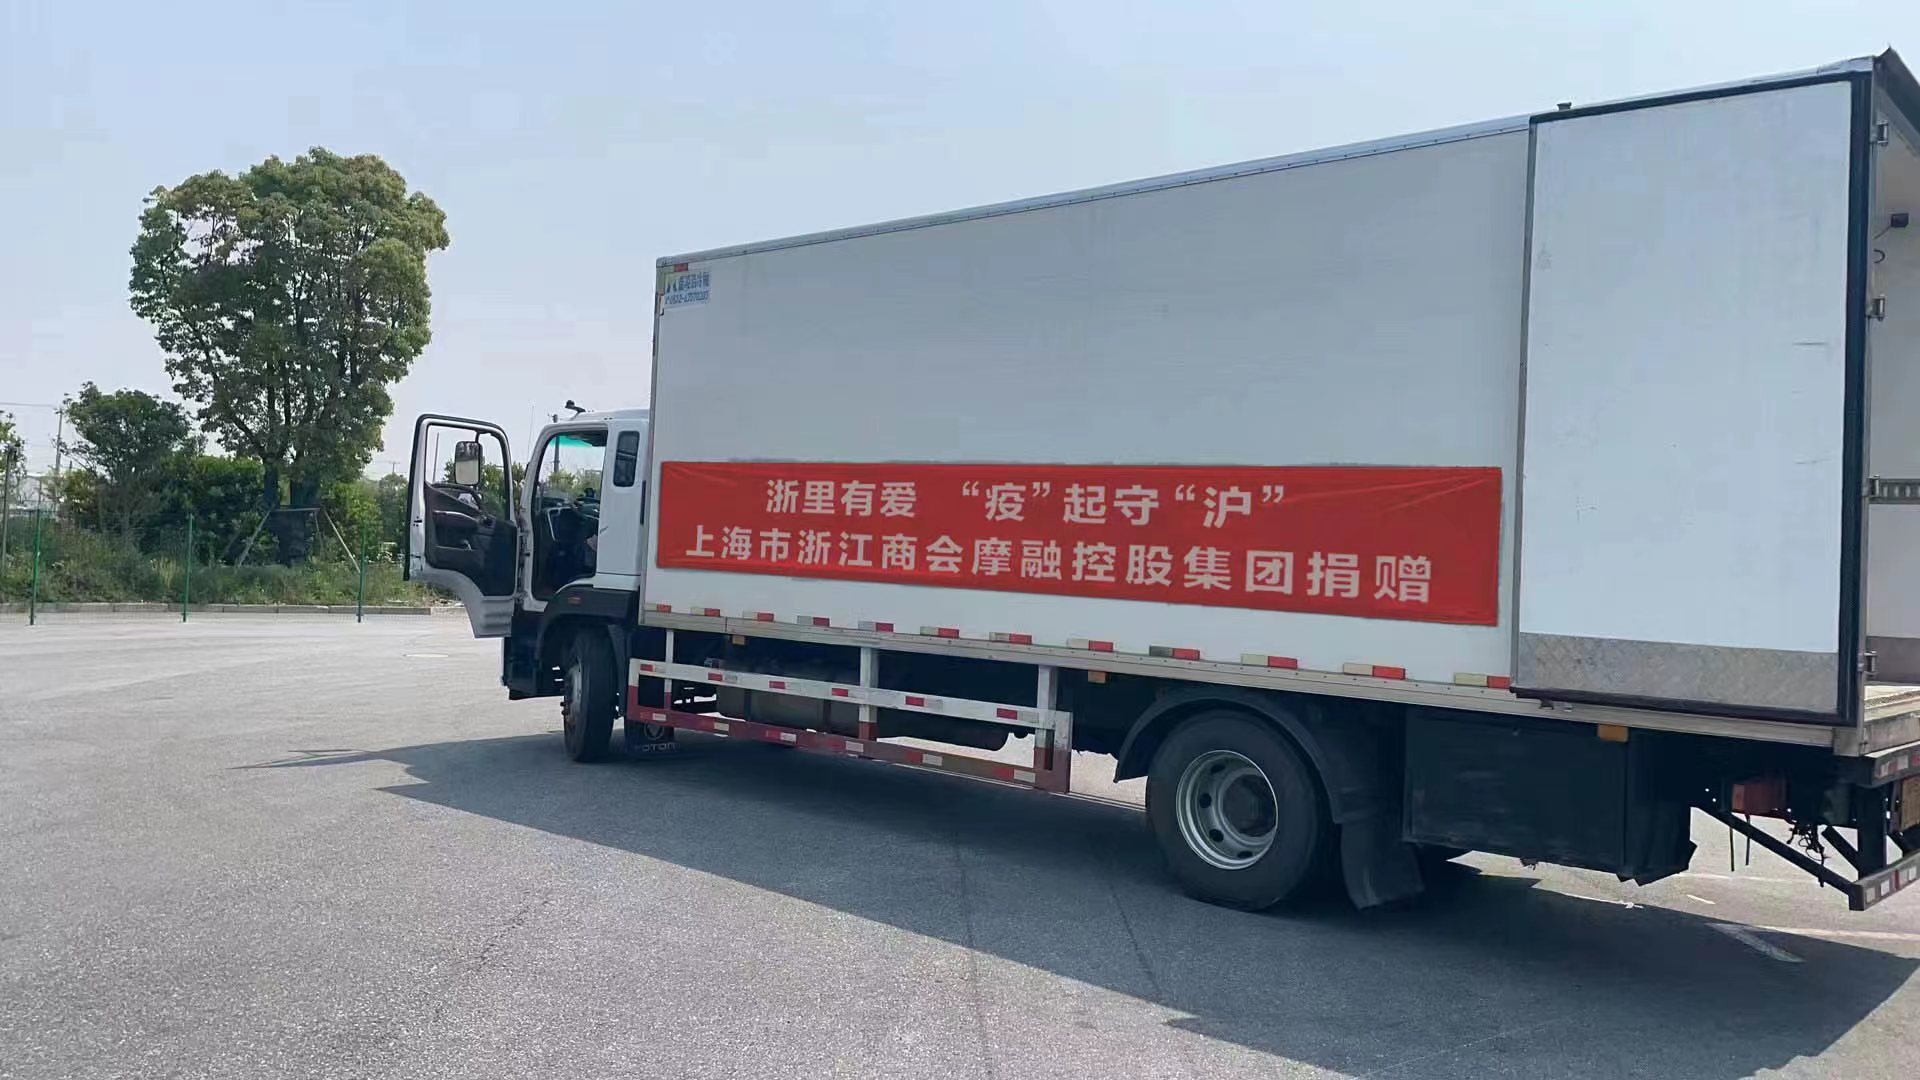 浙里有爱 “疫”起守“沪”
上海市浙江商会摩融控股集团捐赠
FOTON